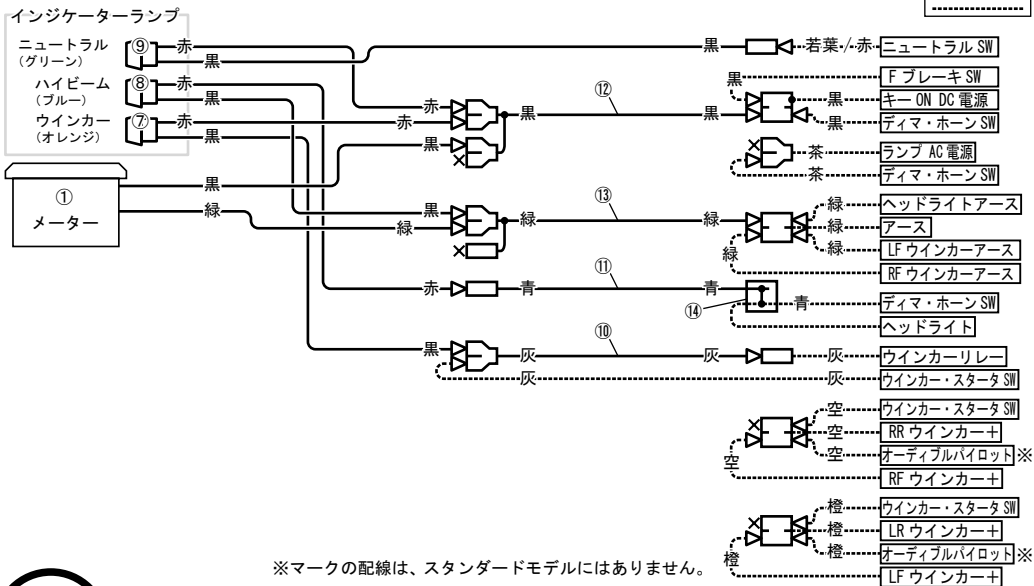 インジケーターランプ
ニュートラル ⑨ 赤 黒 若葉/赤 ニュートラル SW
(グリーン) 黒
ハイビーム ⑧ 赤 黒 F ブレーキ SW
(ブルー) 黒 赤 黒 ⑫ 黒 黒 キー ON DC 電源
ウインカー ⑦ 赤 赤 黒 ディマ・ホーン SW
(オレンジ) 黒 黒
茶 ランプ AC 電源
茶 ディマ・ホーン SW
① 黒
メーター 緑 黒 緑 ⑬ 緑 緑 ヘッドライトアース
緑 緑 アース
緑 LF ウインカーアース
緑 RF ウインカーアース
赤 青 ⑪ 青 ⑭ 青 ディマ・ホーン SW
ヘッドライト
黒 灰 ⑩ 灰 灰 ウインカーリレー
灰 灰 ウインカー・スタータ SW
空 ウインカー・スタータ SW
空 RR ウインカー+
空 オーディブルパイロット ※
空 RF ウインカー+
橙 ウインカー・スタータ SW
橙 LR ウインカー+
橙 オーディブルパイロット ※
橙 LF ウインカー+
※マークの配線は、スタンダードモデルにはありません。